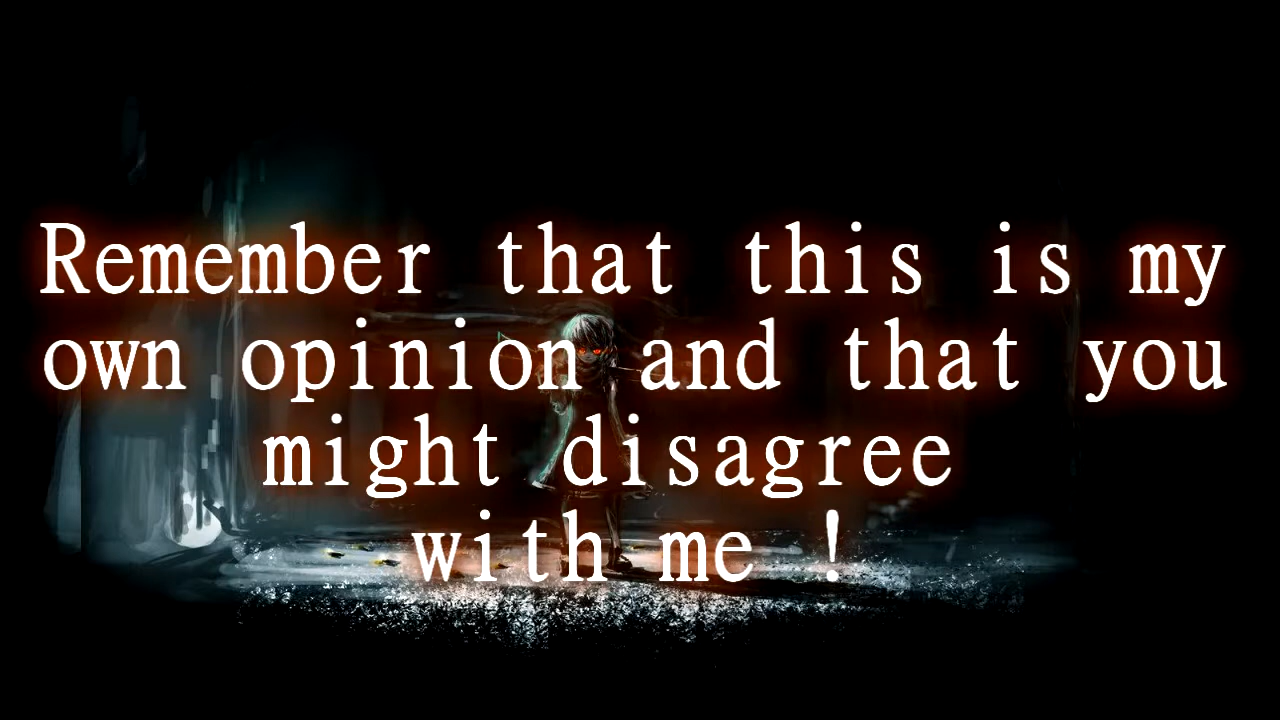 Remember that this is my
own opinion and that you
might disagree
with me !